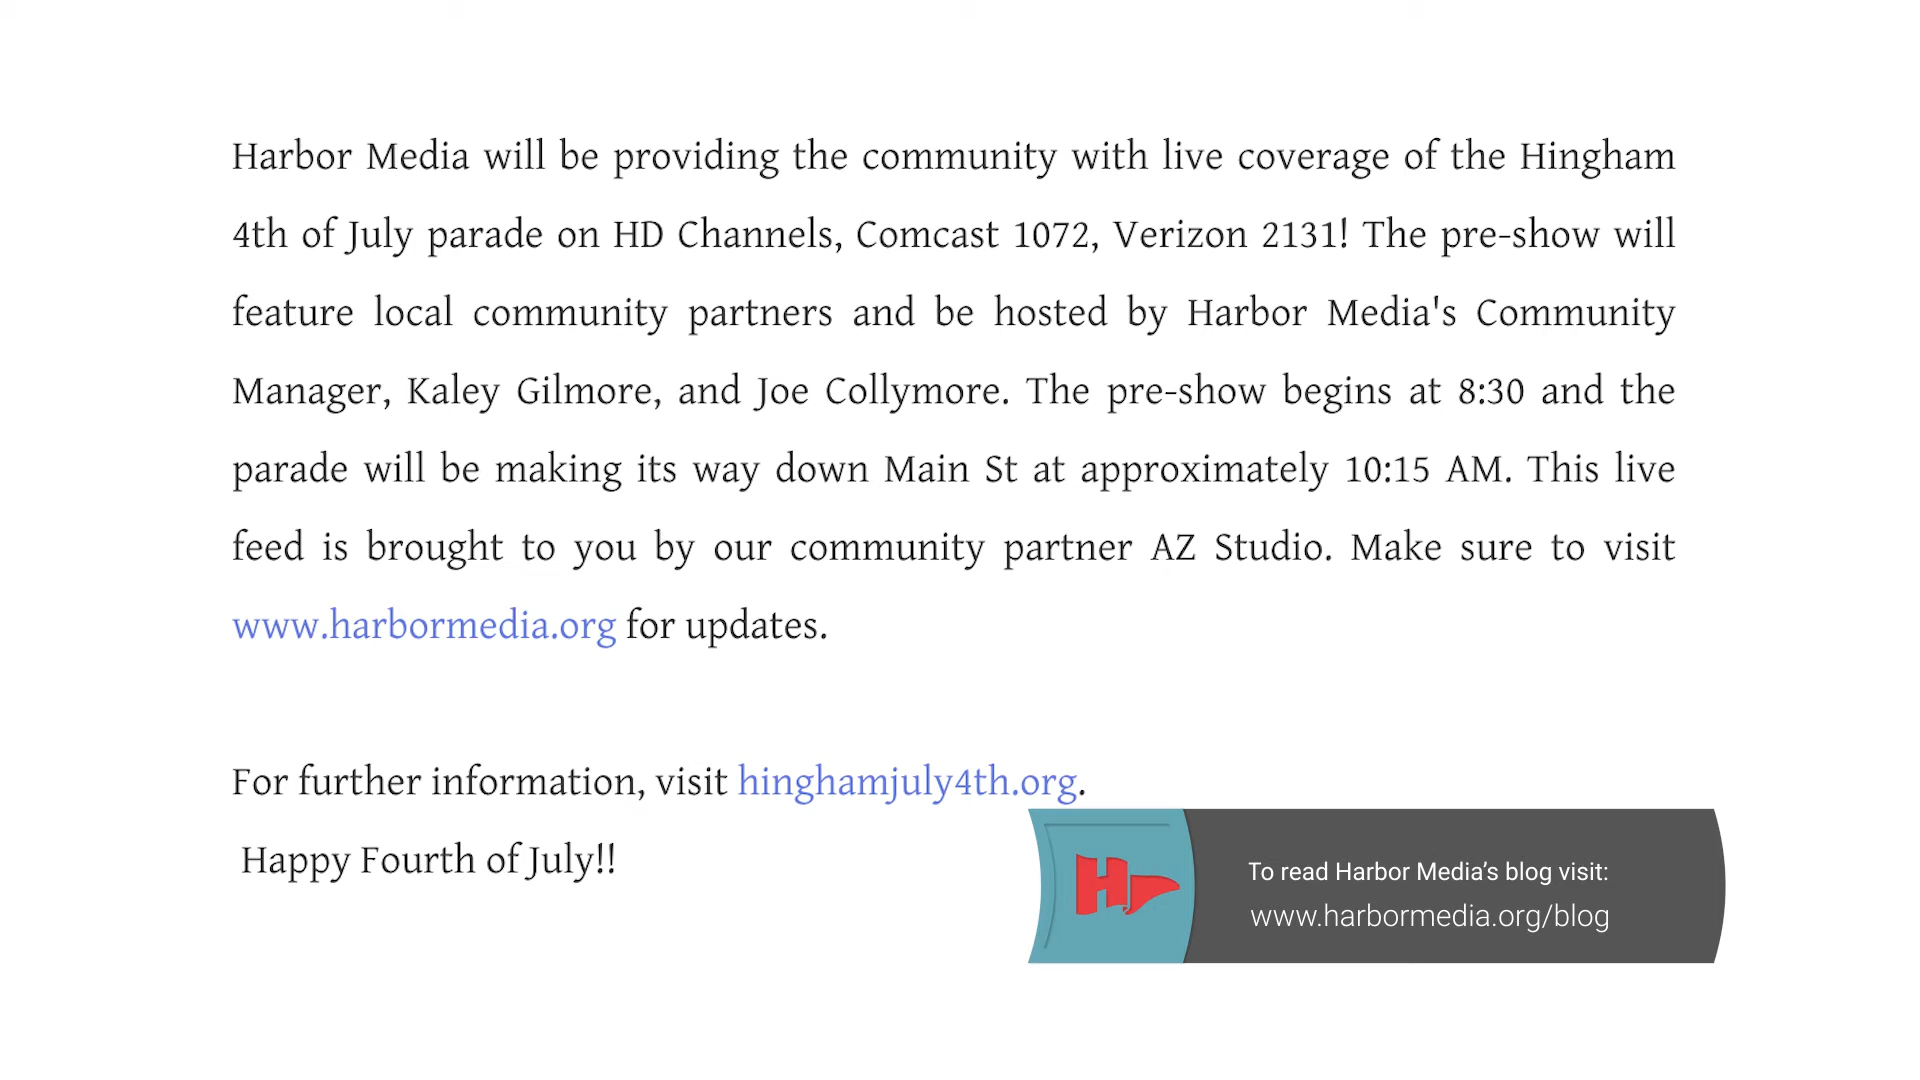 Harbor Media will be providing the community with live coverage of the Hingham
4th of July parade on HD Channels, Comcast 1072, Verizon 2131! The pre-show will
feature local community partners and be hosted by Harbor Media's Community
Manager, Kaley Gilmore, and Joe Collymore. The pre-show begins at 8:30 and the
parade will be making its way down Main St at approximately 10:15 AM. This live
feed is brought to you by our community partner AZ Studio. Make sure to visit
www.harbormedia.org for updates.
For further information, visit hinghamjuly4th.org.
Happy Fourth of July!!
H
To read Harbor Media’s blog visit:
www.harbormedia.org/blog